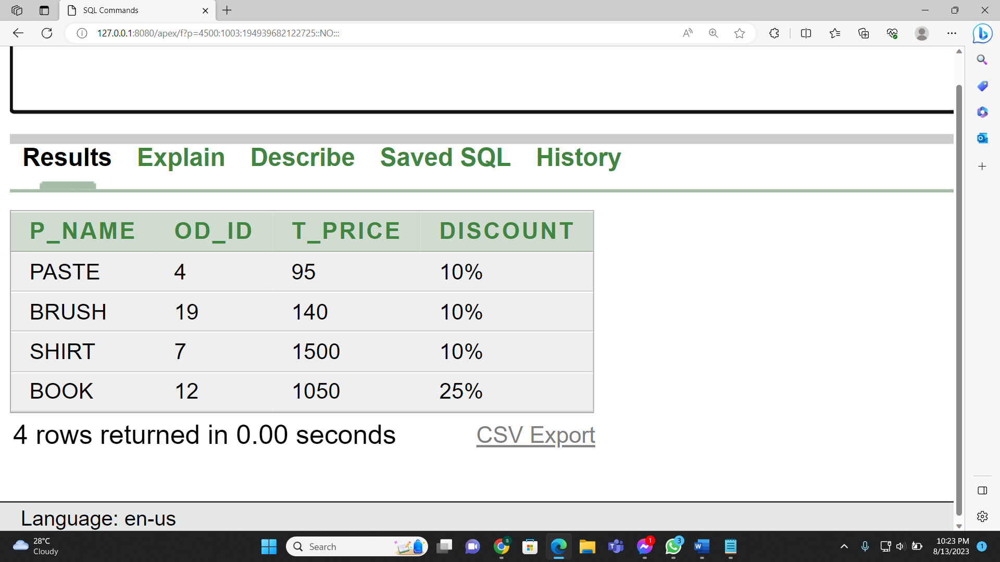 SQL Commands
127.0.0.1:8080/apex/f?p=4500:1003:194939682122725::NO:::
Results Explain Describe Saved SQL History
P_NAME OD_ID T_PRICE DISCOUNT
PASTE 4 95 10%
BRUSH 19 140 10%
SHIRT 7 1500 10%
BOOK 12 1050 25%
4 rows returned in 0.00 seconds CSV Export
Language: en-us
28°C
Cloudy
Search
1
3
10:23 PM
8/13/2023
1